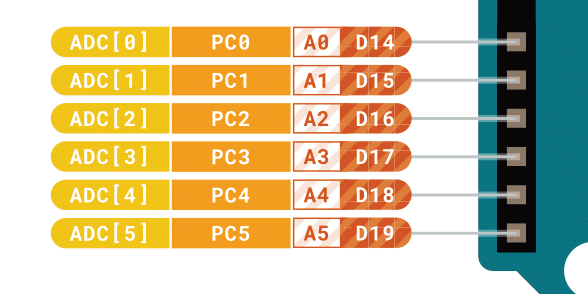 ADC[0] PC0 A0 D14
ADC[1] PC1 A1 D15
ADC[2] PC2 A2 D16
ADC[3] PC3 A3 D17
ADC[4] PC4 A4 D18
ADC[5] PC5 A5 D19